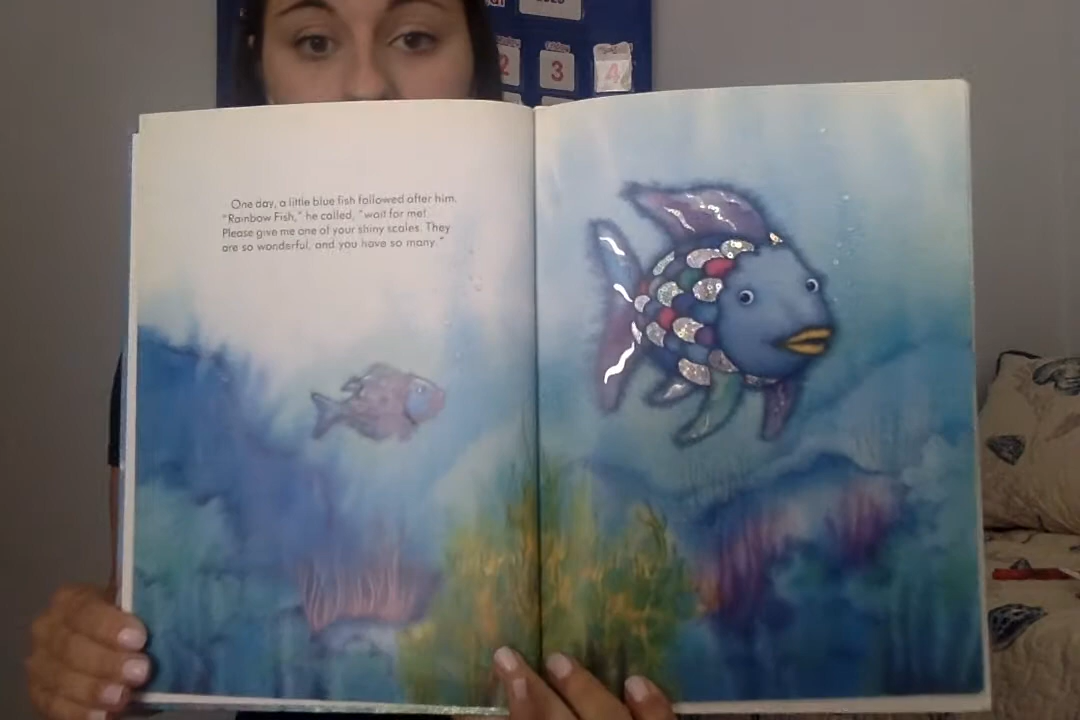 2 3 4
One day, a little blue fish followed after him.
"Rainbow Fish," he called, "wait for me!
Please give me one of your shiny scales. They
are so wonderful, and you have so many."